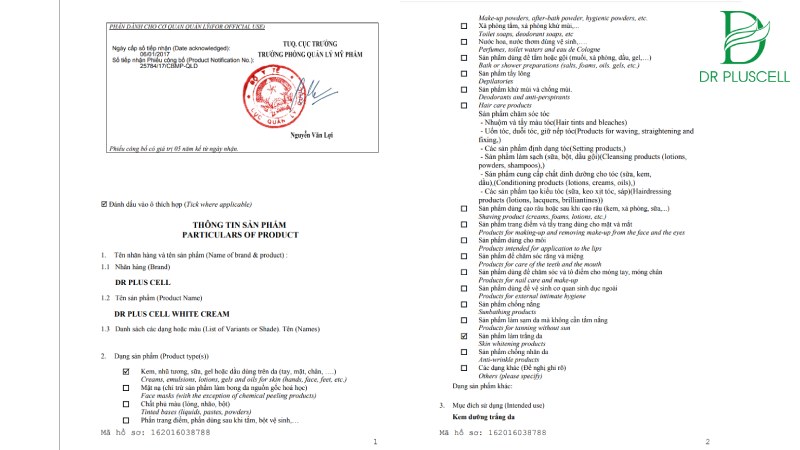 PHẦN DÀNH CHO CƠ QUAN QUẢN LÝ(FOR OFFICIAL USE)
Ngày cấp số tiếp nhận (Date acknowledged):
06/01/2017
Số tiếp nhận Phiếu công bố (Product Notification No.):
25784/17/CBMP-QLD
TUQ. CỤC TRƯỞNG
TRƯỞNG PHÒNG QUẢN LÝ MỸ PHẨM
BỘ Y TẾ
CỤC QUẢN LÝ
Nguyễn Văn Lợi
Phiếu công bố có giá trị 05 năm kể từ ngày nhận.
Đánh dấu vào ô thích hợp (Tick where applicable)
THÔNG TIN SẢN PHẨM
PARTICULARS OF PRODUCT
1. Tên nhãn hàng và tên sản phẩm (Name of brand & product) :
1.1 Nhãn hàng (Brand)
DR PLUS CELL
1.2 Tên sản phẩm (Product Name)
DR PLUS CELL WHITE CREAM
1.3 Danh sách các dạng hoặc màu (List of Variants or Shade). Tên (Names)
2. Dạng sản phẩm (Product type(s))
Kem, nhũ tương, sữa, gel hoặc dầu dùng trên da (tay, mặt, chân, ….)
Creams, emulsions, lotions, gels and oils for skin (hands, face, feet, etc.)
Mặt nạ (chỉ trừ sản phẩm làm bong da nguồn gốc hoá học)
Face masks (with the exception of chemical peeling products)
Chất phủ màu (lỏng, nhão, bột)
Tinted bases (liquids, pastes, powders)
Phấn trang điểm, phấn dùng sau khi tắm, bột vệ sinh,…
Mã hồ sơ: 162016038788
1
Make-up powders, after-bath powder, hygienic powders, etc.
Xà phòng tắm, xà phòng khử mùi,…
Toilet soaps, deodorant soaps, etc
Nước hoa, nước thơm dùng vệ sinh,….
Perfumes, toilet waters and eau de Cologne
Sản phẩm dùng để tắm hoặc gội (muối, xà phòng, dầu, gel,…)
Bath or shower preparations (salts, foams, oils, gels, etc.)
Sản phẩm tẩy lông
Depilatories
Sản phẩm khử mùi và chống mùi.
Deodorants and anti-perspirants
Hair care products
Sản phẩm chăm sóc tóc
- Nhuộm và tẩy màu tóc(Hair tints and bleaches)
- Uốn tóc, duỗi tóc, giữ nếp tóc(Products for waving, straightening and
fixing,)
- Các sản phẩm định dạng tóc(Setting products,)
- Sản phẩm làm sạch (sữa, bột, dầu gội)(Cleansing products (lotions,
powders, shampoos),)
- Sản phẩm cung cấp chất dinh dưỡng cho tóc (sữa, kem,
dầu),(Conditioning products (lotions, creams, oils),)
- Các sản phẩm tạo kiểu tóc (sữa, keo xịt tóc, sáp)(Hairdressing
products (lotions, lacquers, brilliantines))
Sản phẩm dùng cạo râu hoặc sau khi cạo râu (kem, xà phòng, sữa,...)
Shaving product (creams, foams, lotions, etc.)
Sản phẩm trang điểm và tẩy trang dùng cho mặt và mắt
Products for making-up and removing make-up from the face and the eyes
Sản phẩm dùng cho môi
Products intended for application to the lips
Sản phẩm để chăm sóc răng và miệng
Products for care of the teeth and the mouth
Sản phẩm dùng để chăm sóc và tô điểm cho móng tay, móng chân
Products for nail care and make-up
Sản phẩm dùng để vệ sinh cơ quan sinh dục ngoài
Products for external intimate hygiene
Sản phẩm chống nắng
Sunbathing products
Sản phẩm làm sạm da mà không cần tắm nắng
Products for tanning without sun
Sản phẩm làm trắng da
Skin whitening products
Sản phẩm chống nhăn da
Anti-wrinkle products
Các dạng khác (Đề nghị ghi rõ)
Others (please specify)
Dạng sản phẩm khác:
3. Mục đích sử dụng (Intended use)
Kem dưỡng trắng da
Mã hồ sơ: 162016038788
2
DR PLUSCELL